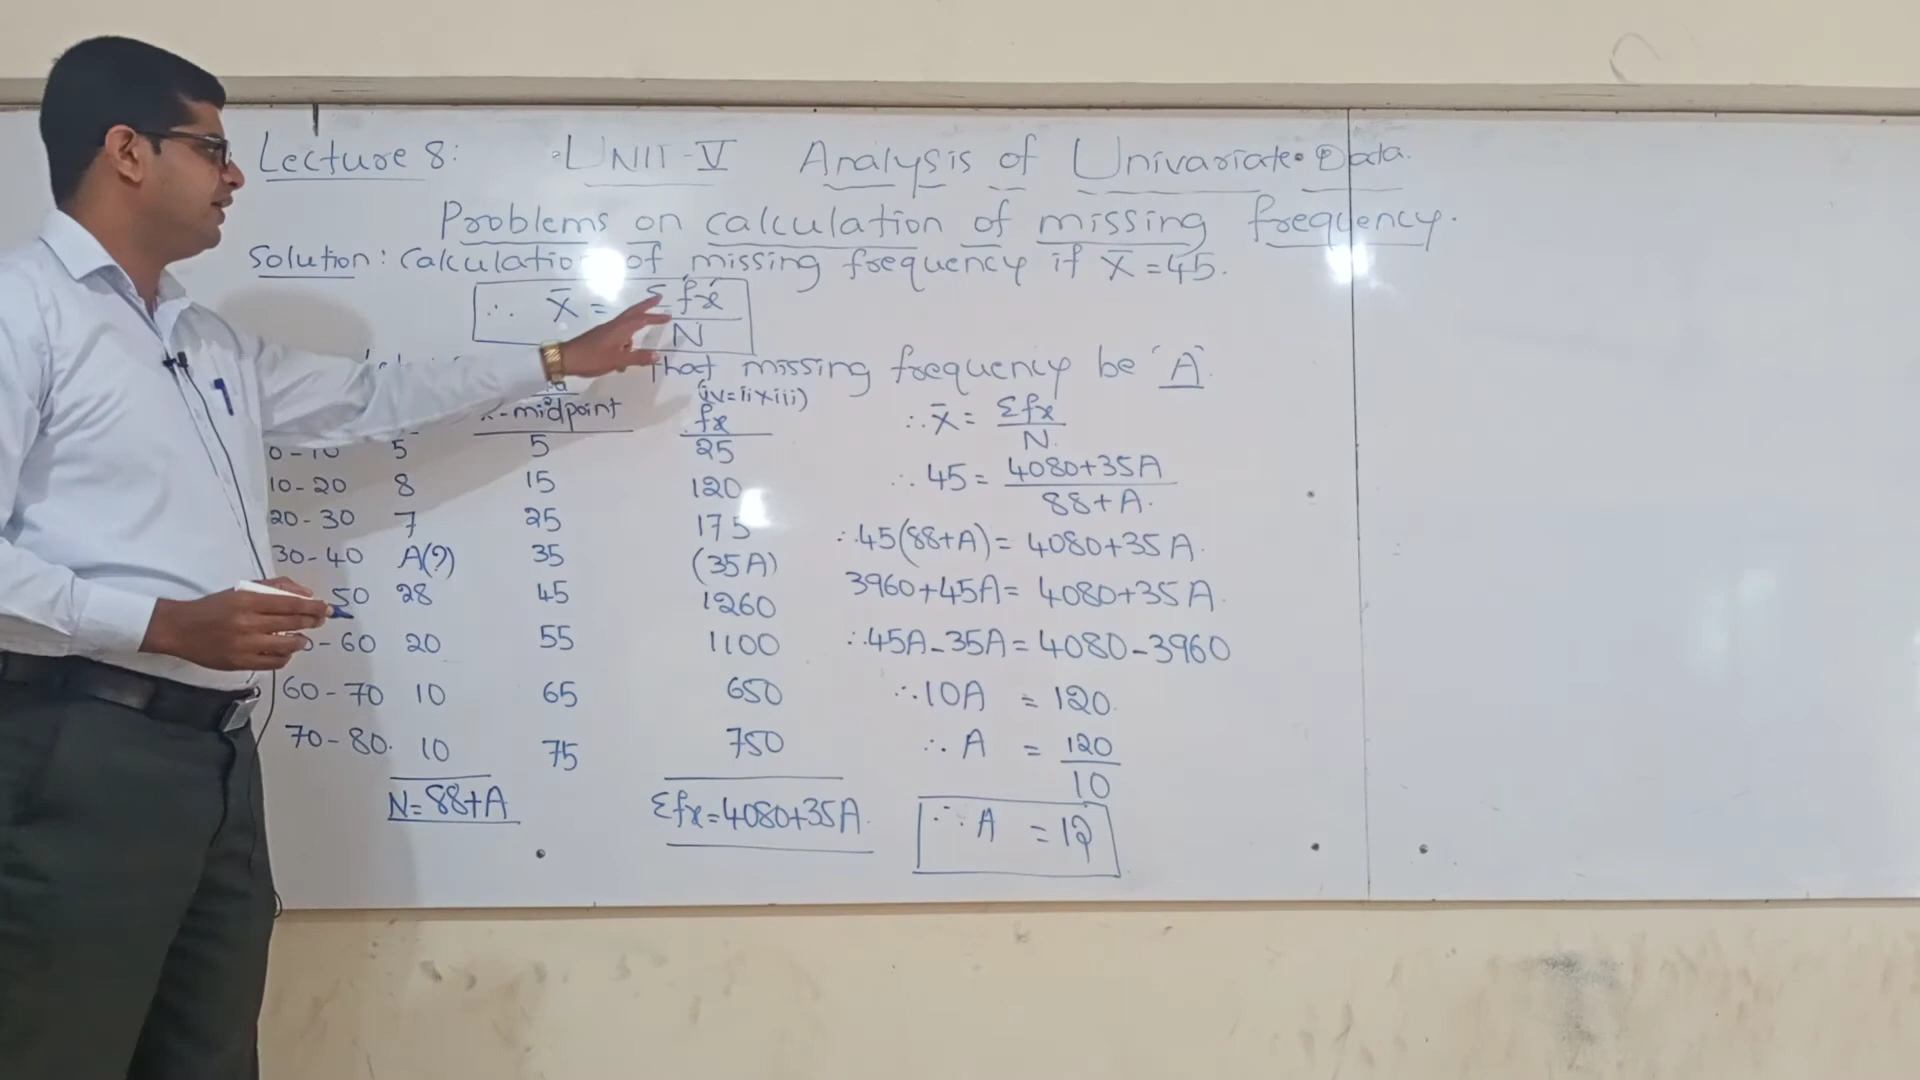 Lecture 8: UNIT-V Analysis of Univariate Data.
Problems on calculation of missing frequency.
Solution: Calculation of missing frequency if X̄ = 45.
∴ X̄ = Σfx / N
that missing frequency be 'A'.
(iv=iixiii)
-midpoint fx
0-10 5 5 25
10-20 8 15 120
20-30 7 25 175
30-40 A(?) 35 (35A)
50 28 45 1260
-60 20 55 1100
60-70 10 65 650
70-80. 10 75 750
N=88+A Σfx=4080+35A.
∴ X̄ = Σfx / N.
∴ 45 = 4080+35A / 88+A.
∴ 45(88+A) = 4080+35A.
3960+45A = 4080+35A.
∴ 45A-35A = 4080-3960
∴ 10A = 120.
∴ A = 120 / 10
∴ A = 12